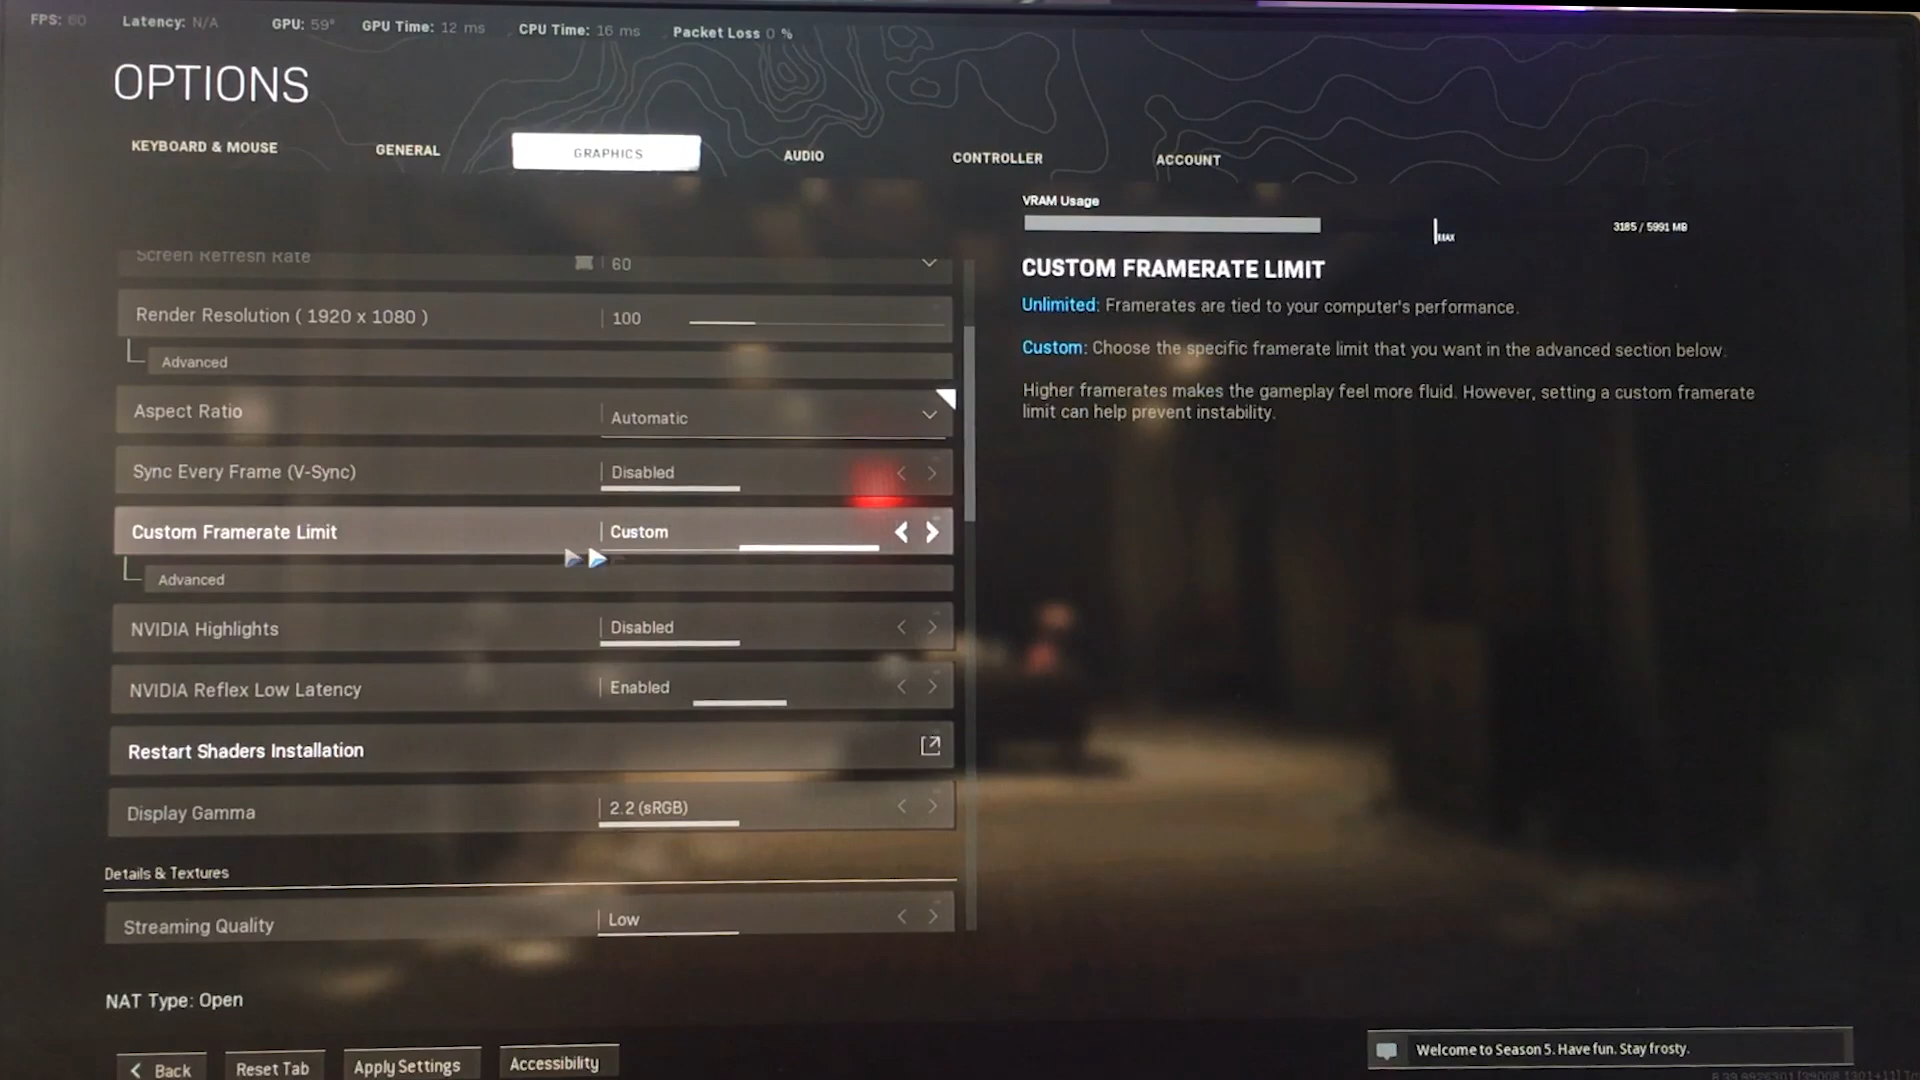 FPS: 60 Latency: N/A GPU: 59° GPU Time: 12 ms CPU Time: 16 ms Packet Loss 0 %
OPTIONS
KEYBOARD & MOUSE GENERAL GRAPHICS AUDIO CONTROLLER ACCOUNT
VRAM Usage
MAX
3185 / 5991 MB
Screen Refresh Rate 60
Render Resolution ( 1920 x 1080 ) 100
Advanced
Aspect Ratio Automatic
Sync Every Frame (V-Sync) Disabled
Custom Framerate Limit Custom
Advanced
NVIDIA Highlights Disabled
NVIDIA Reflex Low Latency Enabled
Restart Shaders Installation
Display Gamma 2.2 (sRGB)
Details & Textures
Streaming Quality Low
CUSTOM FRAMERATE LIMIT
Unlimited: Framerates are tied to your computer's performance.
Custom: Choose the specific framerate limit that you want in the advanced section below.
Higher framerates makes the gameplay feel more fluid. However, setting a custom framerate
limit can help prevent instability.
NAT Type: Open
Back Reset Tab Apply Settings Accessibility
Welcome to Season 5. Have fun. Stay frosty.